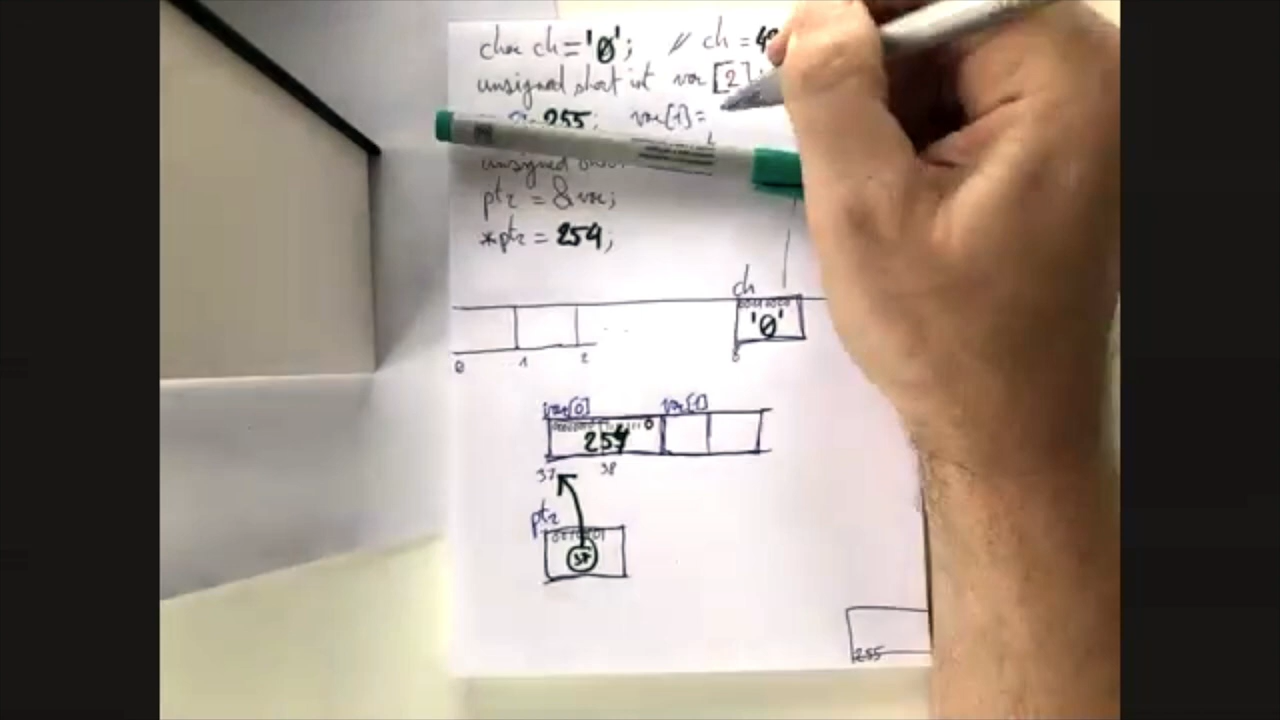 char ch = '0'; // ch = 48
unsigned short int var [2];
255; var[1] =
unsigned
ptr = & var;
*ptr = 254;
ch
'0'
0 1 2
var[0] var[1]
254
37 38
ptr
37
255